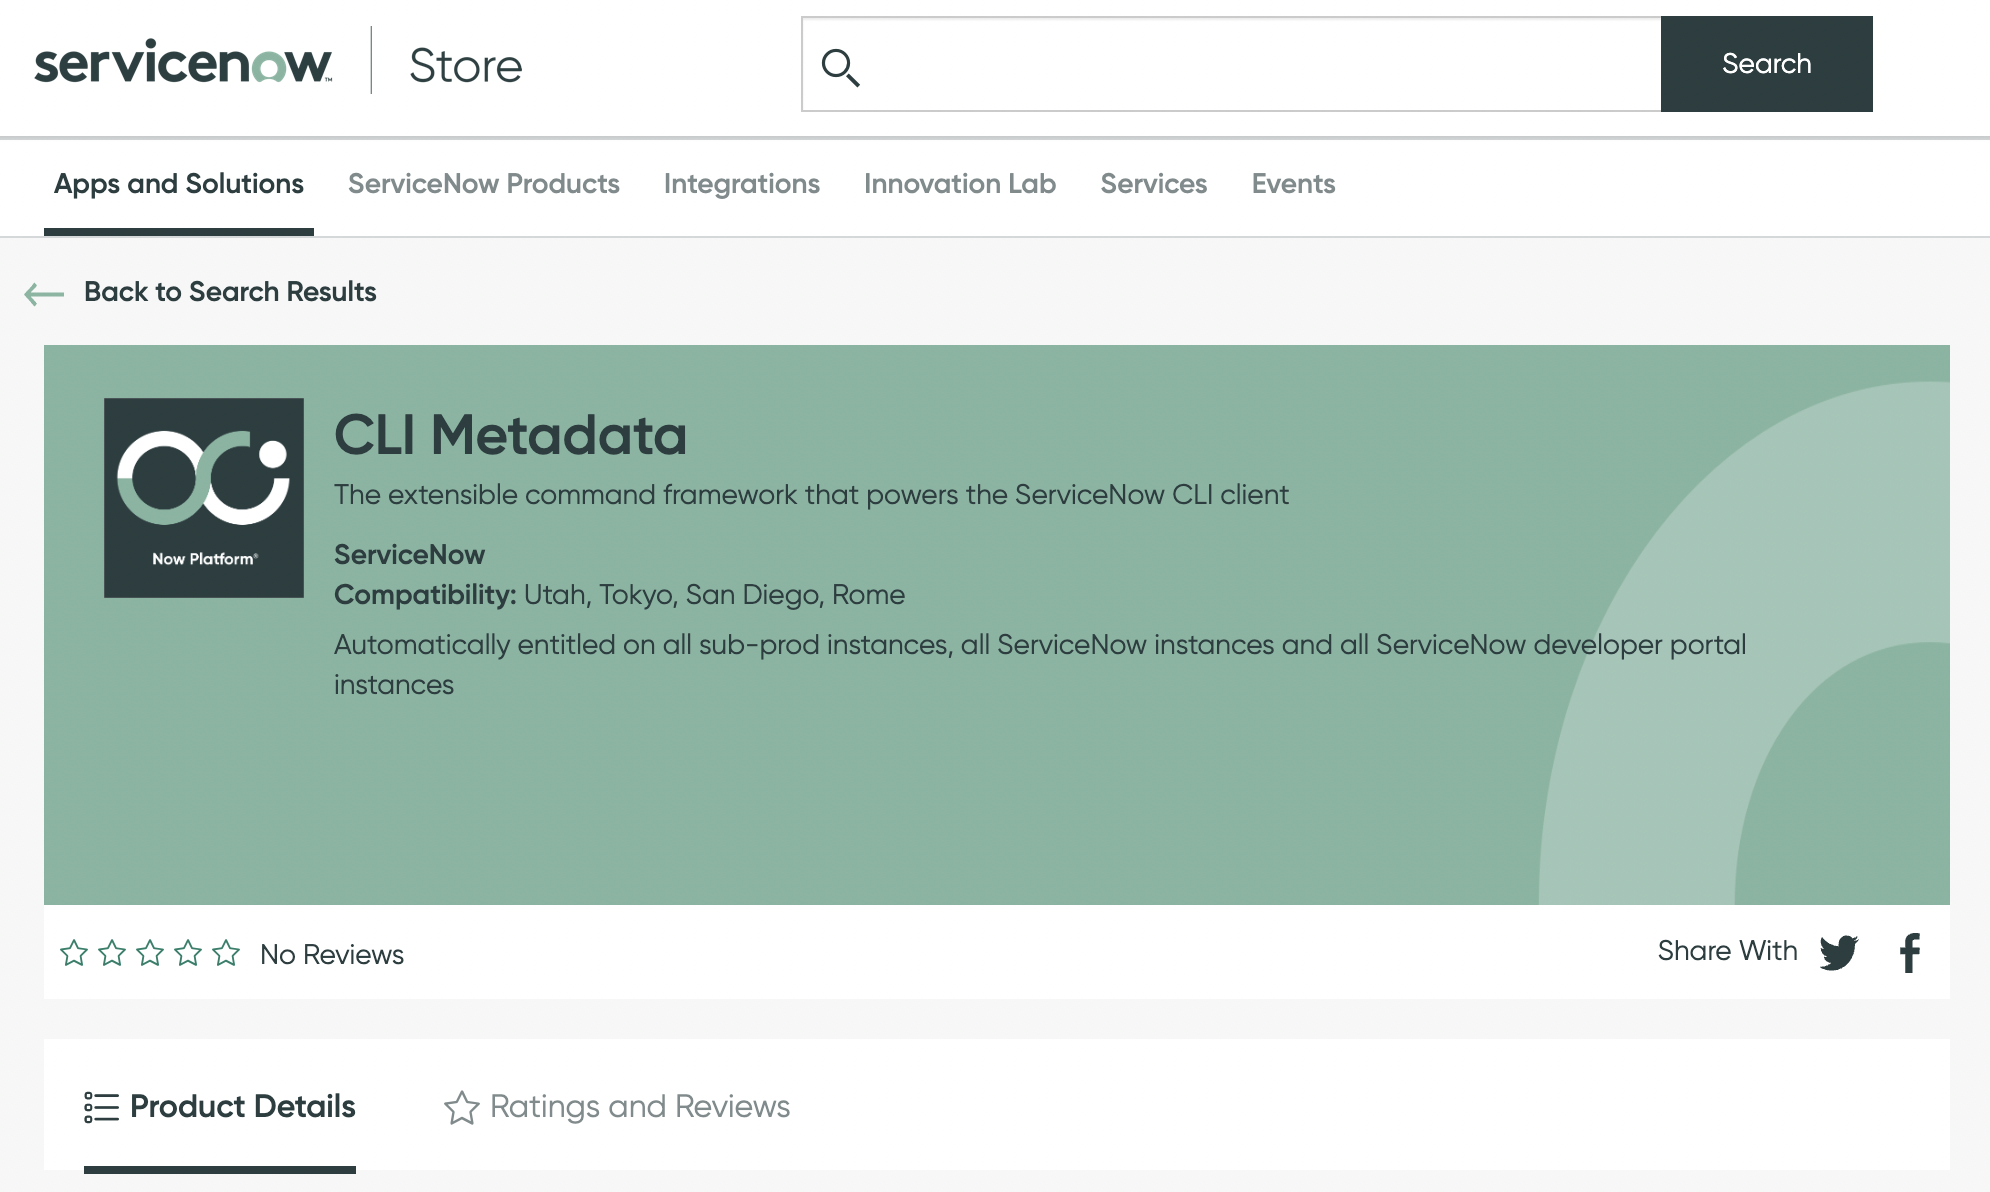 servicenow™ Store
Search
Apps and Solutions ServiceNow Products Integrations Innovation Lab Services Events
Back to Search Results
CLI Metadata
The extensible command framework that powers the ServiceNow CLI client
Now Platform®
ServiceNow
Compatibility: Utah, Tokyo, San Diego, Rome
Automatically entitled on all sub-prod instances, all ServiceNow instances and all ServiceNow developer portal
instances
No Reviews
Share With
Product Details Ratings and Reviews